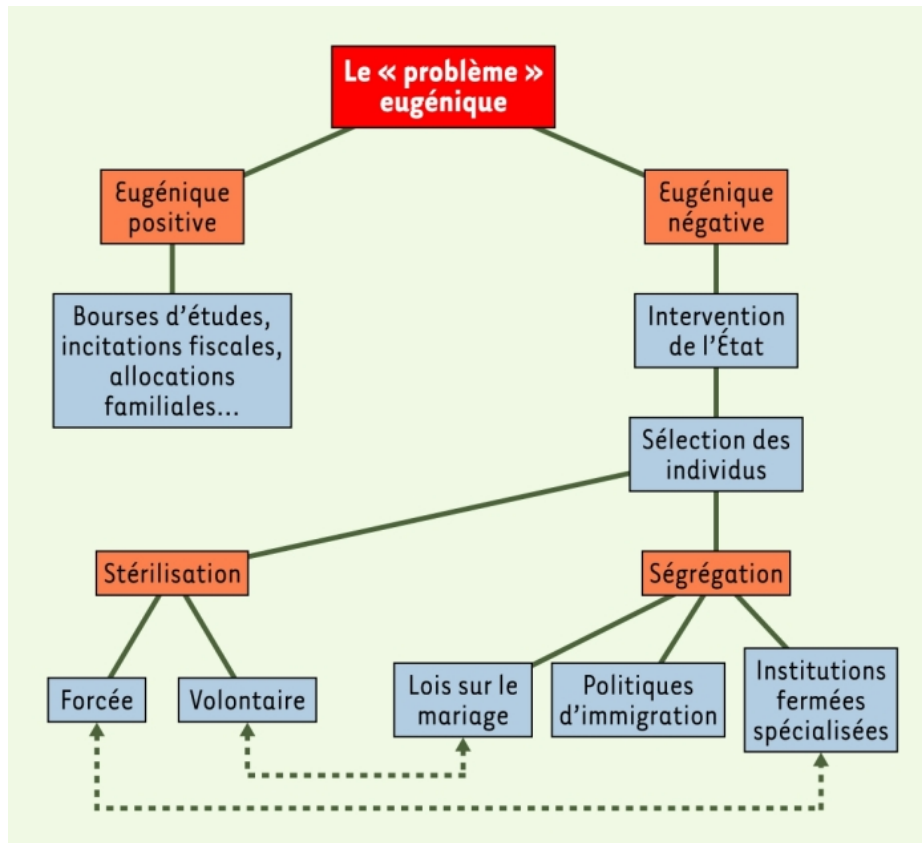 Le « problème »
eugénique
Eugénique
positive
Eugénique
négative
Bourses d'études,
incitations fiscales,
allocations
familiales...
Intervention
de l'État
Sélection des
individus
Stérilisation
Ségrégation
Forcée
Volontaire
Lois sur le
mariage
Politiques
d'immigration
Institutions
fermées
spécialisées